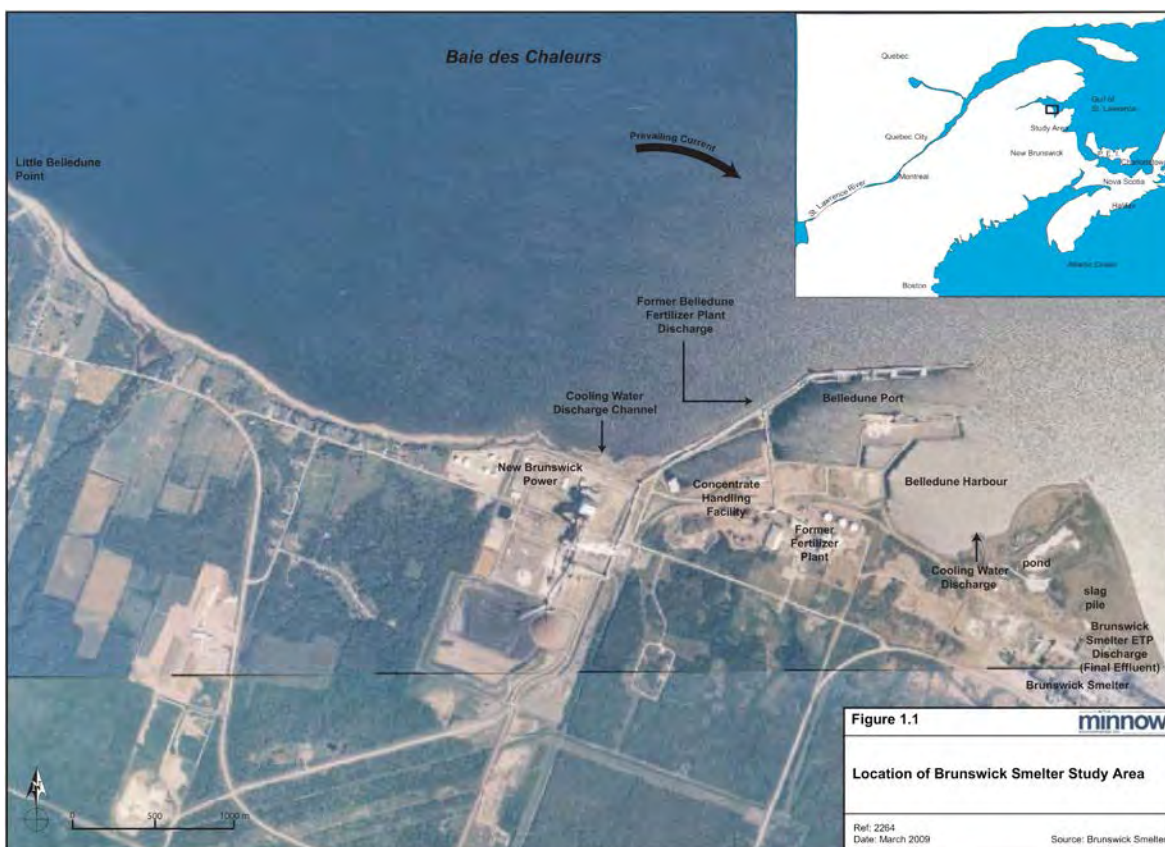 Baie des Chaleurs
Prevailing Current
Little Belledune
Point
Former Belledune
Fertilizer Plant
Discharge
Cooling Water
Discharge Channel
Belledune Port
New Brunswick
Power
Concentrate
Handling
Facility
Belledune Harbour
Former
Fertilizer
Plant
Cooling Water
Discharge
pond
slag
pile
Brunswick
Smelter ETP
Discharge
(Final Effluent)
Brunswick Smelter
Quebec
Gulf of
St. Lawrence
Study Area
Quebec City
New Brunswick
P.E.I.
Charlottetown
Montreal
Nova Scotia
St. Lawrence River
Halifax
Atlantic Ocean
Boston
0 500 1000 m
Figure 1.1
minnow
Location of Brunswick Smelter Study Area
Ref: 2264
Date: March 2009
Source: Brunswick Smelter